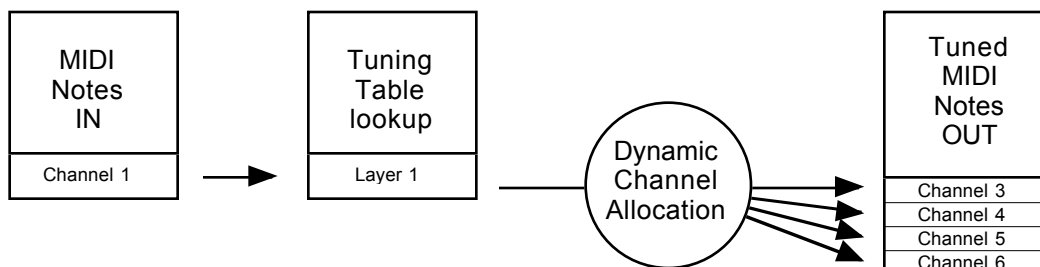 MIDI
Notes
IN
Channel 1
Tuning
Table
lookup
Layer 1
Dynamic
Channel
Allocation
Tuned
MIDI
Notes
OUT
Channel 3
Channel 4
Channel 5
Channel 6